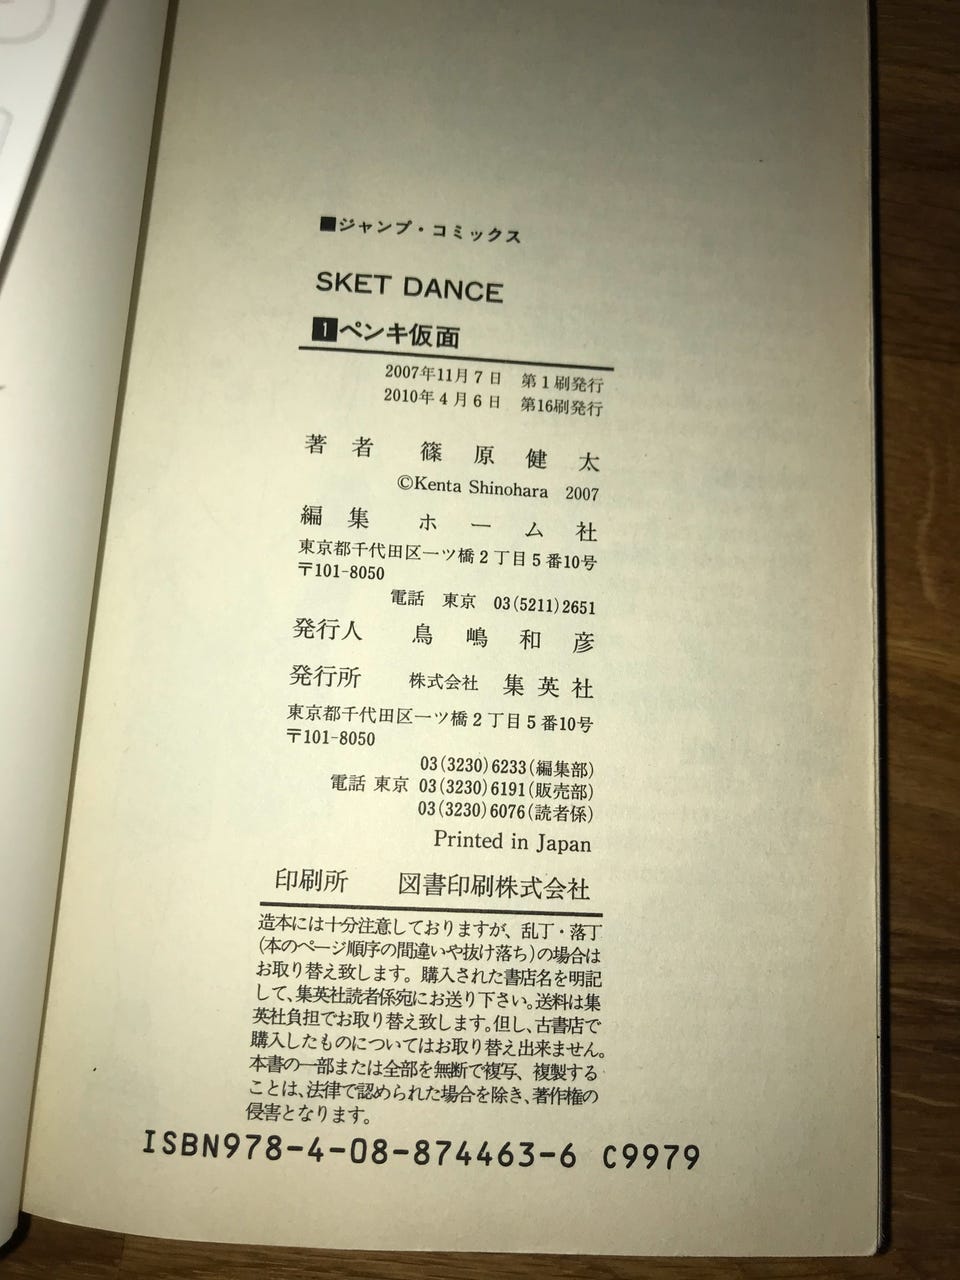 ■ジャンプ・コミックス
SKET DANCE
1ペンキ仮面
2007年11月7日 第1刷発行
2010年4月6日 第16刷発行
著者 篠原健太
©Kenta Shinohara 2007
編集 ホーム社
東京都千代田区一ツ橋2丁目5番10号
〒101-8050
電話 東京 03(5211)2651
発行人 鳥嶋和彦
発行所 株式会社 集英社
東京都千代田区一ツ橋2丁目5番10号
〒101-8050
03(3230)6233(編集部)
電話 東京 03(3230)6191(販売部)
03(3230)6076(読者係)
Printed in Japan
印刷所 図書印刷株式会社
造本には十分注意しておりますが、乱丁・落丁
(本のページ順序の間違いや抜け落ち)の場合は
お取り替え致します。購入された書店名を明記
して、集英社読者係宛にお送り下さい。送料は集
英社負担でお取り替え致します。但し、古書店で
購入したものについてはお取り替え出来ません。
本書の一部または全部を無断で複写、複製する
ことは、法律で認められた場合を除き、著作権の
侵害となります。
ISBN978-4-08-874463-6 C9979